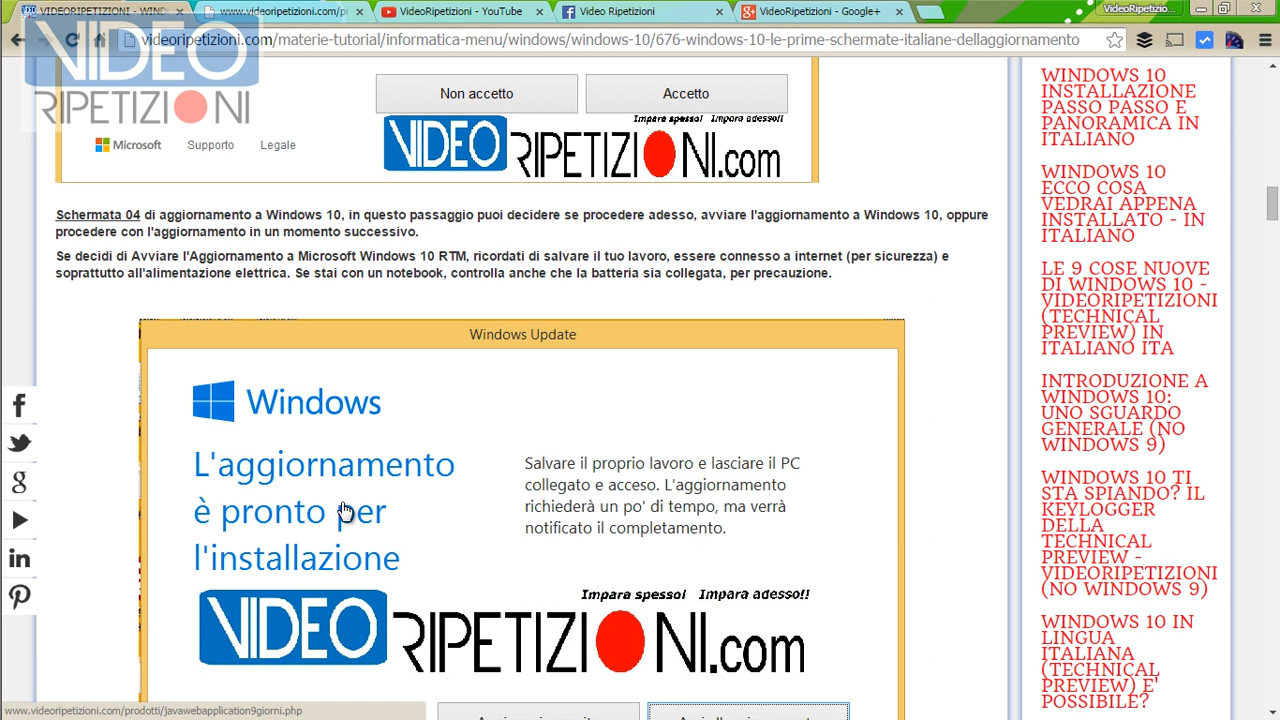 VIDEORIPETIZIONI - WIND
www.videoripetizioni.com/pr
VideoRipetizioni - YouTube
Video Ripetizioni
VideoRipetizioni - Google+
VideoRipetizioni...
videoripetizioni.com/materie-tutorial/informatica-menu/windows/windows-10/676-windows-10-le-prime-schermate-italiane-dellaggiornamento
VIDEO
RIPETIZIONI
Non accetto
Accetto
Impara spesso! Impara adesso!!
VIDEO RIPETIZIONI.com
Microsoft
Supporto
Legale
Schermata 04 di aggiornamento a Windows 10, in questo passaggio puoi decidere se procedere adesso, avviare l'aggiornamento a Windows 10, oppure
procedere con l'aggiornamento in un momento successivo.
Se decidi di Avviare l'Aggiornamento a Microsoft Windows 10 RTM, ricordati di salvare il tuo lavoro, essere connesso a internet (per sicurezza) e
soprattutto all'alimentazione elettrica. Se stai con un notebook, controlla anche che la batteria sia collegata, per precauzione.
Windows Update
Windows
L'aggiornamento
è pronto per
l'installazione
Salvare il proprio lavoro e lasciare il PC
collegato e acceso. L'aggiornamento
richiederà un po' di tempo, ma verrà
notificato il completamento.
Impara spesso! Impara adesso!!
VIDEO RIPETIZIONI.com
www.videoripetizioni.com/prodotti/javawebapplication9giorni.php
WINDOWS 10
INSTALLAZIONE
PASSO PASSO E
PANORAMICA IN
ITALIANO
WINDOWS 10
ECCO COSA
VEDRAI APPENA
INSTALLATO - IN
ITALIANO
LE 9 COSE NUOVE
DI WINDOWS 10 -
VIDEORIPETIZIONI
(TECHNICAL
PREVIEW) IN
ITALIANO ITA
INTRODUZIONE A
WINDOWS 10:
UNO SGUARDO
GENERALE (NO
WINDOWS 9)
WINDOWS 10 TI
STA SPIANDO? IL
KEYLOGGER
DELLA
TECHNICAL
PREVIEW -
VIDEORIPETIZIONI
(NO WINDOWS 9)
WINDOWS 10 IN
LINGUA
ITALIANA
(TECHNICAL
PREVIEW) E'
POSSIBILE?